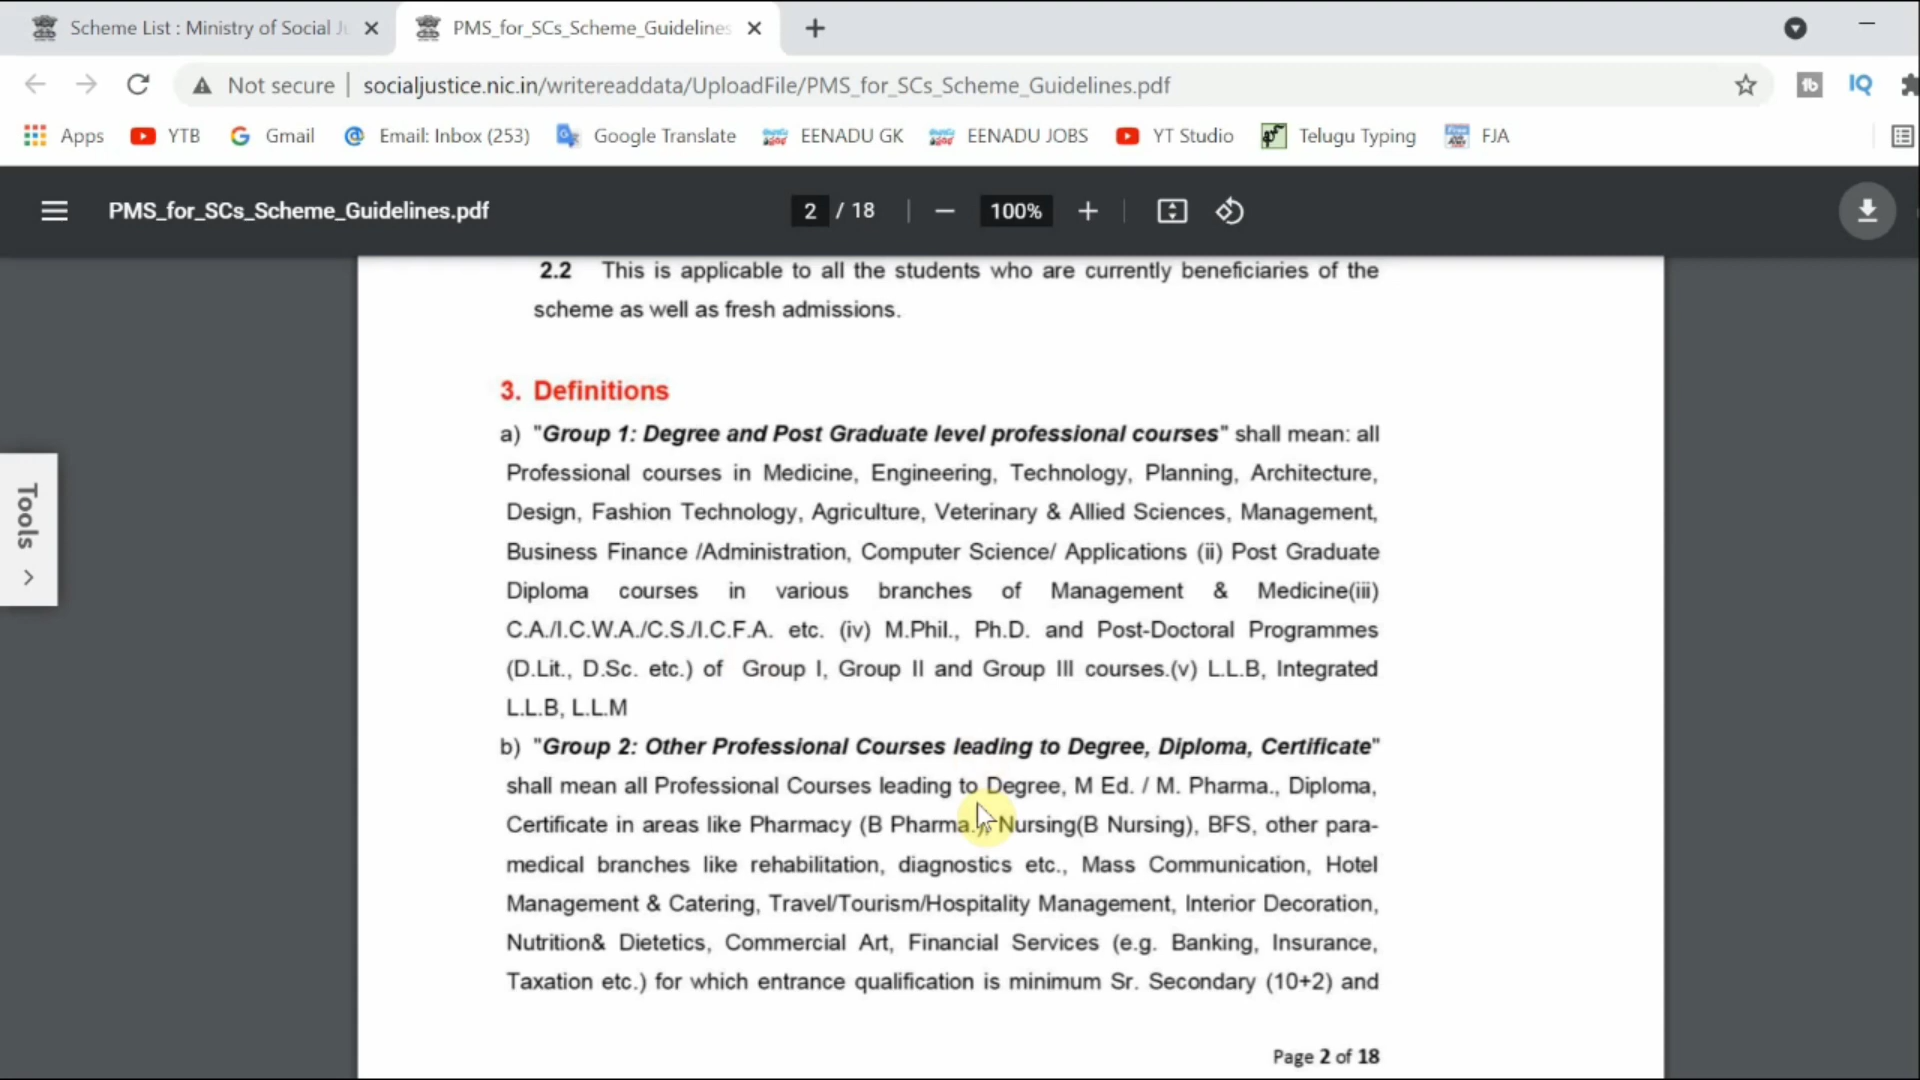 Scheme List : Ministry of Social
PMS_for_SCs_Scheme_Guidelines
Not secure
socialjustice.nic.in/writereaddata/UploadFile/PMS_for_SCs_Scheme_Guidelines.pdf
IQ
Apps
YTB
Gmail
Email: Inbox (253)
Google Translate
EENADU GK
EENADU JOBS
YT Studio
Telugu Typing
FJA
PMS_for_SCs_Scheme_Guidelines.pdf
2 / 18
100%
Tools
2.2 This is applicable to all the students who are currently beneficiaries of the
scheme as well as fresh admissions.
3. Definitions
a) "Group 1: Degree and Post Graduate level professional courses" shall mean: all
Professional courses in Medicine, Engineering, Technology, Planning, Architecture,
Design, Fashion Technology, Agriculture, Veterinary & Allied Sciences, Management,
Business Finance /Administration, Computer Science/ Applications (ii) Post Graduate
Diploma courses in various branches of Management & Medicine(iii)
C.A./I.C.W.A./C.S./I.C.F.A. etc. (iv) M.Phil., Ph.D. and Post-Doctoral Programmes
(D.Lit., D.Sc. etc.) of Group I, Group II and Group III courses.(v) L.L.B, Integrated
L.L.B, L.L.M
b) "Group 2: Other Professional Courses leading to Degree, Diploma, Certificate"
shall mean all Professional Courses leading to Degree, M Ed. / M. Pharma., Diploma,
Certificate in areas like Pharmacy (B Pharma.), Nursing(B Nursing), BFS, other para-
medical branches like rehabilitation, diagnostics etc., Mass Communication, Hotel
Management & Catering, Travel/Tourism/Hospitality Management, Interior Decoration,
Nutrition& Dietetics, Commercial Art, Financial Services (e.g. Banking, Insurance,
Taxation etc.) for which entrance qualification is minimum Sr. Secondary (10+2) and
Page 2 of 18